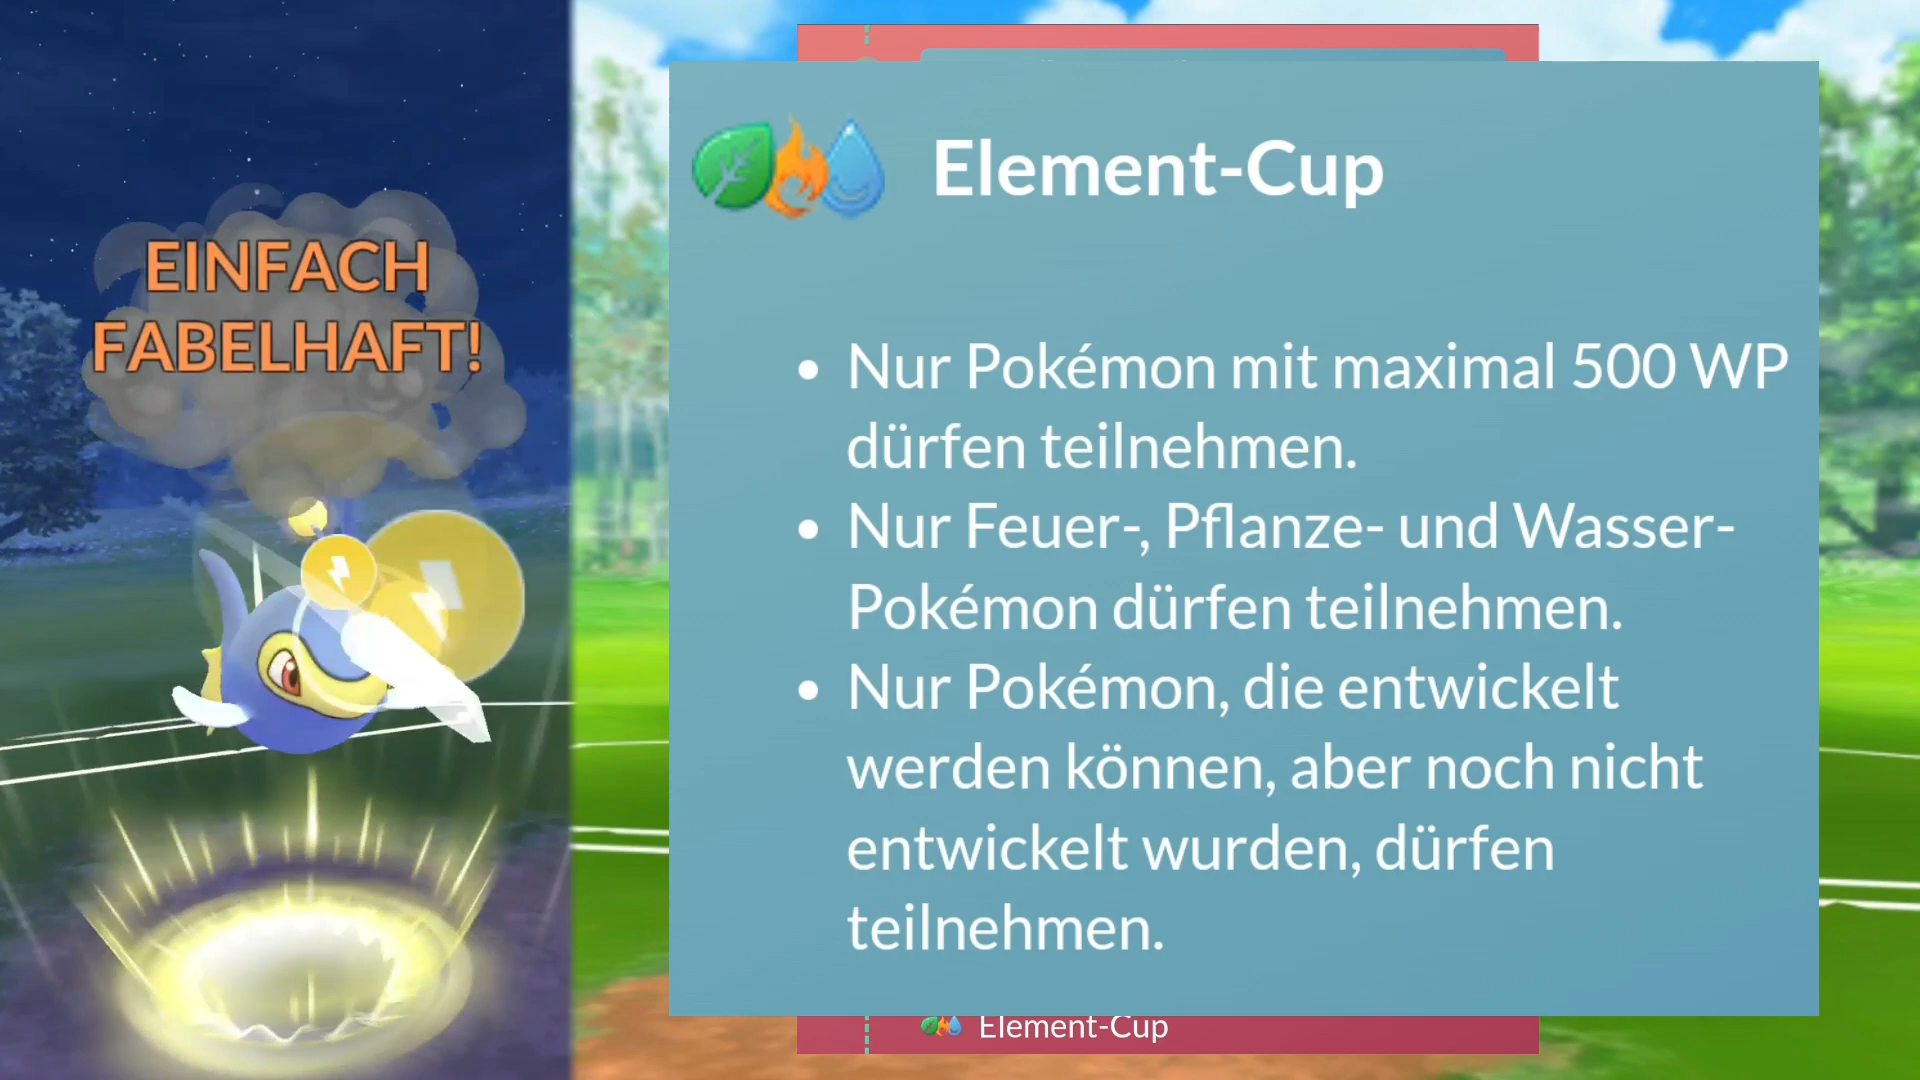 EINFACH
FABELHAFT!
Element-Cup
• Nur Pokémon mit maximal 500 WP
dürfen teilnehmen.
• Nur Feuer-, Pflanze- und Wasser-
Pokémon dürfen teilnehmen.
• Nur Pokémon, die entwickelt
werden können, aber noch nicht
entwickelt wurden, dürfen
teilnehmen.
Element-Cup